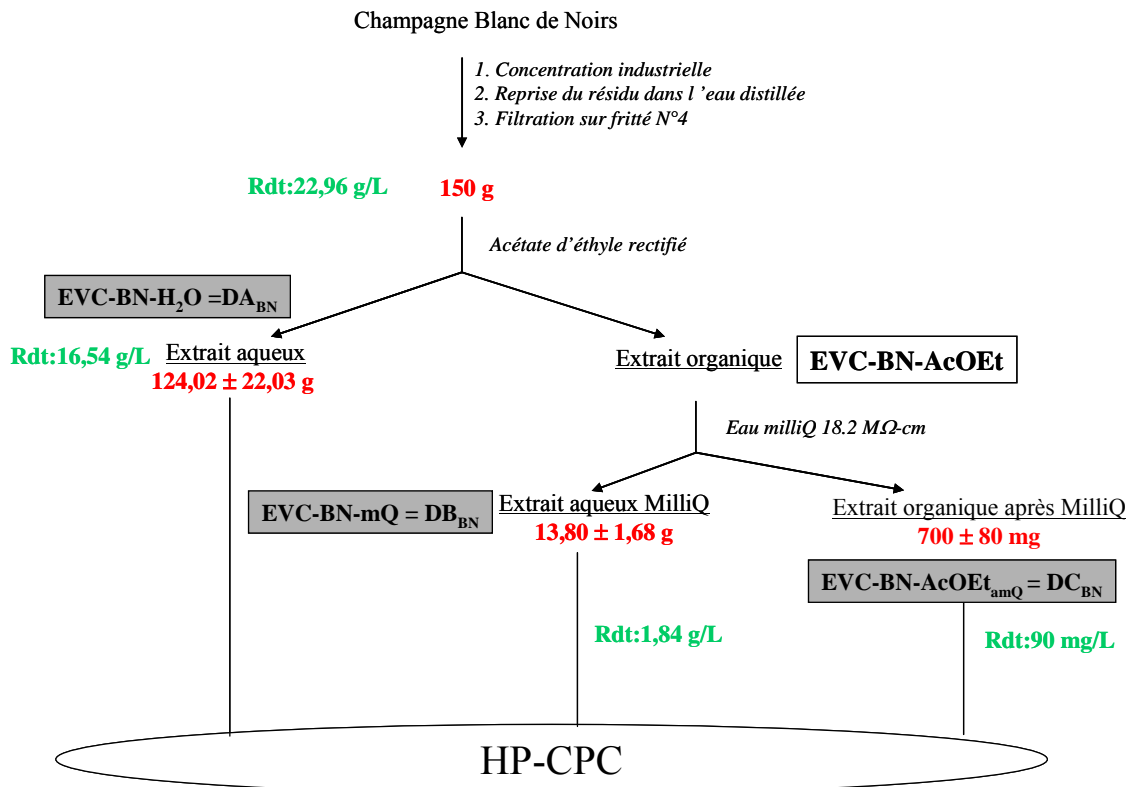 Champagne Blanc de Noirs
1. Concentration industrielle
2. Reprise du résidu dans l 'eau distillée
3. Filtration sur fritté N°4
Rdt:22,96 g/L
150 g
Acétate d'éthyle rectifié
EVC-BN-H₂O =DA_BN
Rdt:16,54 g/L
Extrait aqueux
124,02 ± 22,03 g
Extrait organique
EVC-BN-AcOEt
Eau milliQ 18.2 MΩ-cm
EVC-BN-mQ = DB_BN
Extrait aqueux MilliQ
13,80 ± 1,68 g
Extrait organique après MilliQ
700 ± 80 mg
EVC-BN-AcOEt_amQ = DC_BN
Rdt:1,84 g/L
Rdt:90 mg/L
HP-CPC